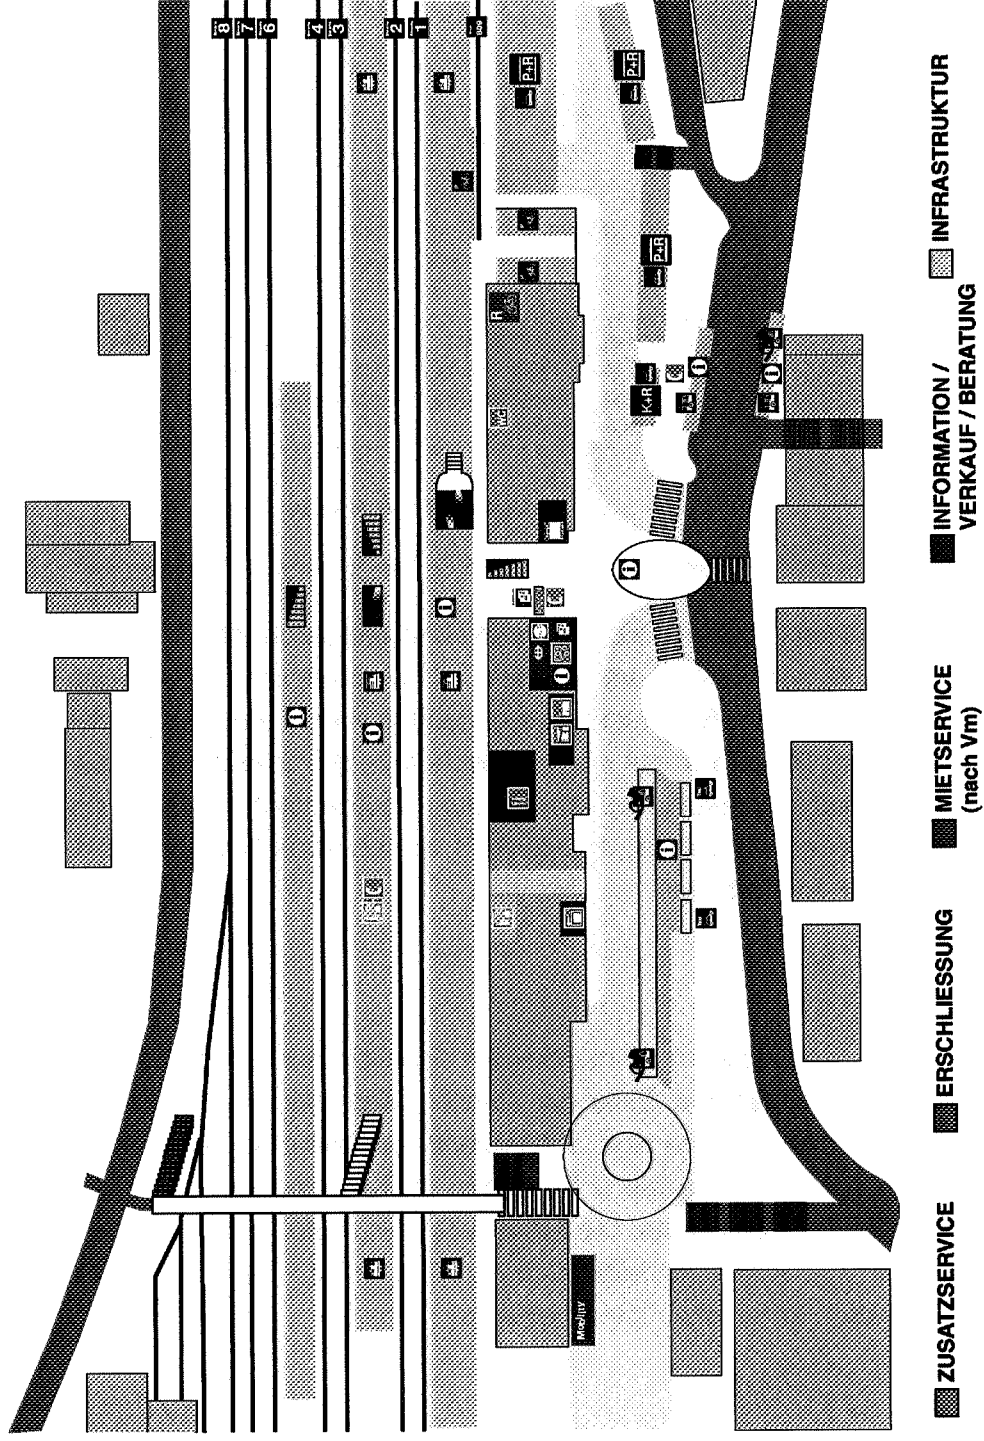 8
7
6
4
3
2
1
P+R
P+R
P+R
R
K+R
i
i
i
i
i
i
i
i
i
Mobility
ZUSATZSERVICE
ERSCHLIESSUNG
MIETSERVICE
(nach Vm)
INFORMATION /
VERKAUF / BERATUNG
INFRASTRUKTUR